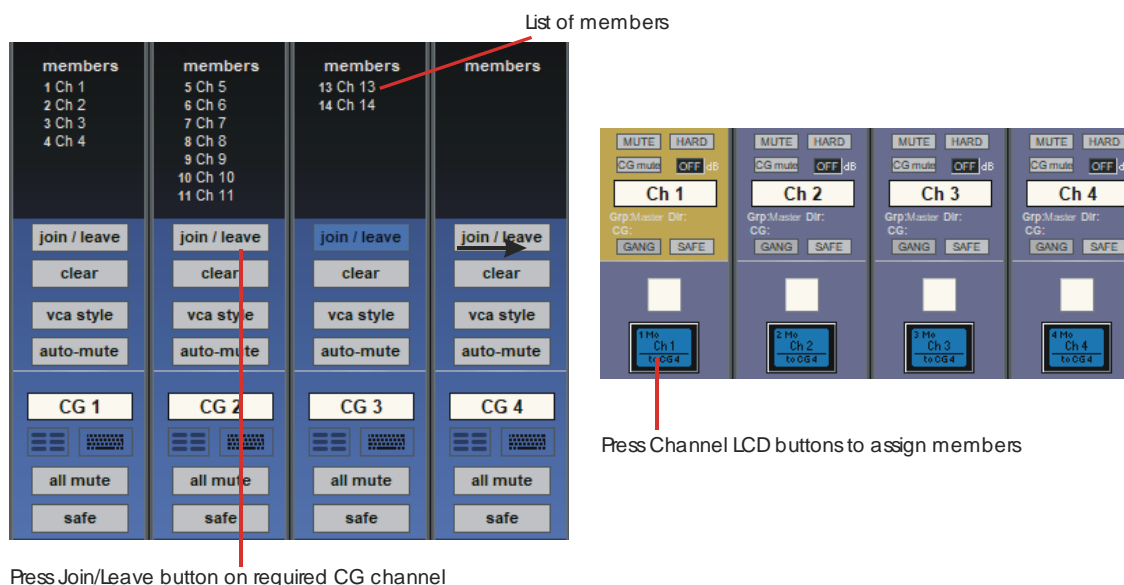 List of members
members
1 Ch 1
2 Ch 2
3 Ch 3
4 Ch 4
join / leave
clear
vca style
auto-mute
CG 1
all mute
safe
members
5 Ch 5
6 Ch 6
7 Ch 7
8 Ch 8
9 Ch 9
10 Ch 10
11 Ch 11
join / leave
clear
vca style
auto-mute
CG 2
all mute
safe
members
13 Ch 13
14 Ch 14
join / leave
clear
vca style
auto-mute
CG 3
all mute
safe
members
join / leave
clear
vca style
auto-mute
CG 4
all mute
safe
Press Join/Leave button on required CG channel
MUTE HARD
CG mute OFF dB
Ch 1
Grp:Master Dir:
CG:
GANG SAFE
1 Mo
Ch 1
to CG 4
MUTE HARD
CG mute OFF dB
Ch 2
Grp:Master Dir:
CG:
GANG SAFE
2 Mo
Ch 2
to CG 4
MUTE HARD
CG mute OFF dB
Ch 3
Grp:Master Dir:
CG:
GANG SAFE
3 Mo
Ch 3
to CG 4
MUTE HARD
CG mute OFF d
Ch 4
Grp:Master Dir:
CG:
GANG SAFE
4 Mo
Ch 4
to CG 4
Press Channel LCD buttons to assign members